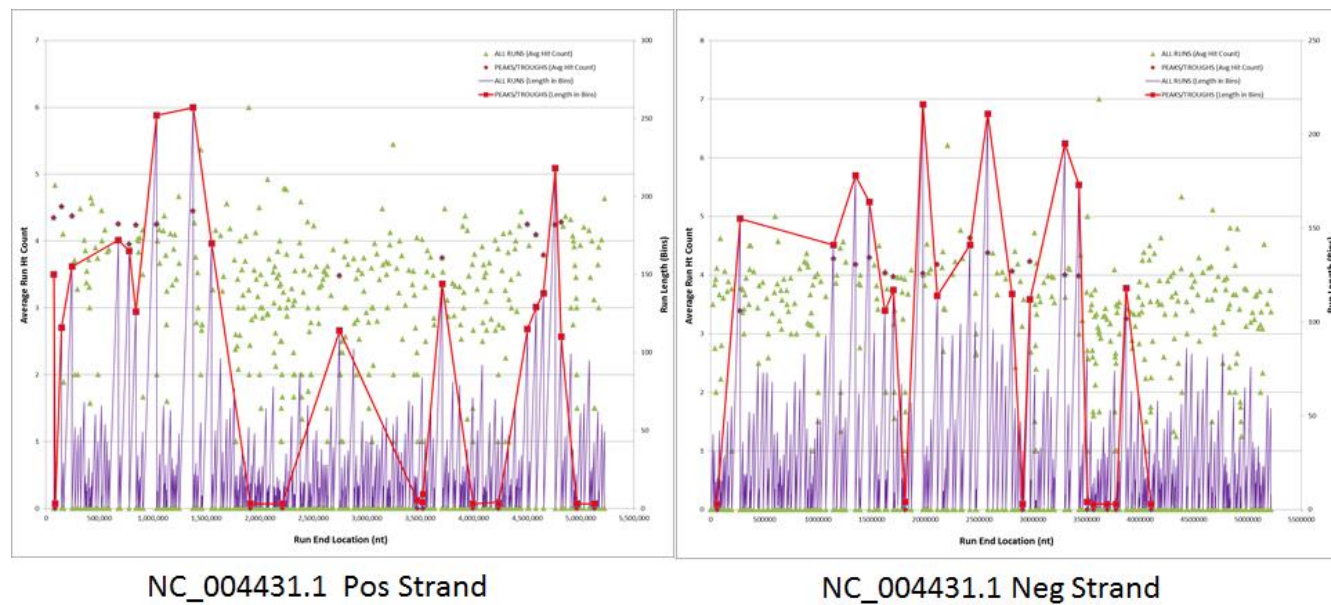 7
6
5
4
3
2
1
0
Average Run Ht Count
300
250
200
150
100
50
0
Run Length (Bins)
ALL RUNS (Avg Hit Count)
PEAKS/TROUGHS (Avg Hit Count)
ALL RUNS (Length in Bins)
PEAKS/TROUGHS (Length in Bins)
0 500,000 1,000,000 1,500,000 2,000,000 2,500,000 3,000,000 3,500,000 4,000,000 4,500,000 5,000,000 5,500,000
Run End Location (nt)
NC_004431.1 Pos Strand
8
7
6
5
4
3
2
1
0
Average Run Ht Count
250
200
150
100
50
0
Run Length (Bins)
ALL RUNS (Avg Hit Count)
PEAKS/TROUGHS (Avg Hit Count)
ALL RUNS (Length in Bins)
PEAKS/TROUGHS (Length in Bins)
0 500000 1000000 1500000 2000000 2500000 3000000 3500000 4000000 4500000 5000000 5500000
Run End Location (nt)
NC_004431.1 Neg Strand